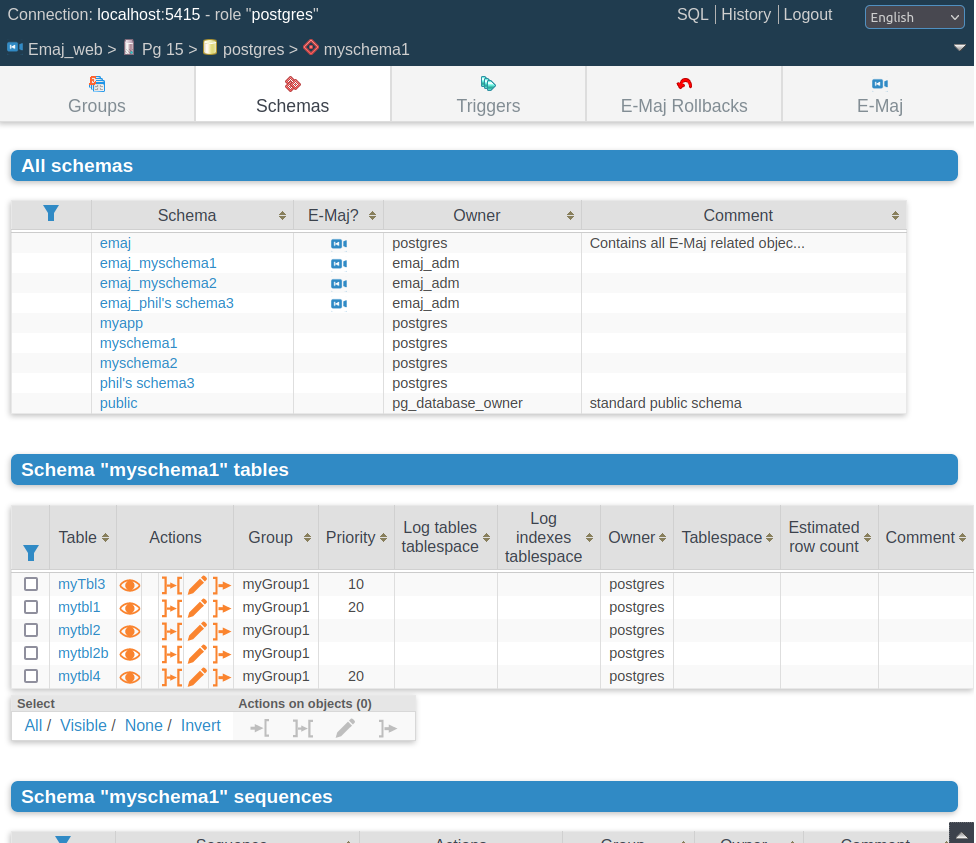 Connection: localhost:5415 - role "postgres"
SQL History Logout English
Emaj_web > Pg 15 > postgres > myschema1
Groups Schemas Triggers E-Maj Rollbacks E-Maj
All schemas
Schema E-Maj? Owner Comment
emaj postgres Contains all E-Maj related objec...
emaj_myschema1 emaj_adm
emaj_myschema2 emaj_adm
emaj_phil's schema3 emaj_adm
myapp postgres
myschema1 postgres
myschema2 postgres
phil's schema3 postgres
public pg_database_owner standard public schema
Schema "myschema1" tables
Table Actions Group Priority Log tables tablespace Log indexes tablespace Owner Tablespace Estimated row count Comment
myTbl3 myGroup1 10 postgres
mytbl1 myGroup1 20 postgres
mytbl2 myGroup1 postgres
mytbl2b myGroup1 postgres
mytbl4 myGroup1 20 postgres
Select Actions on objects (0)
All / Visible / None / Invert
Schema "myschema1" sequences
Sequence Actions Group Owner Comment